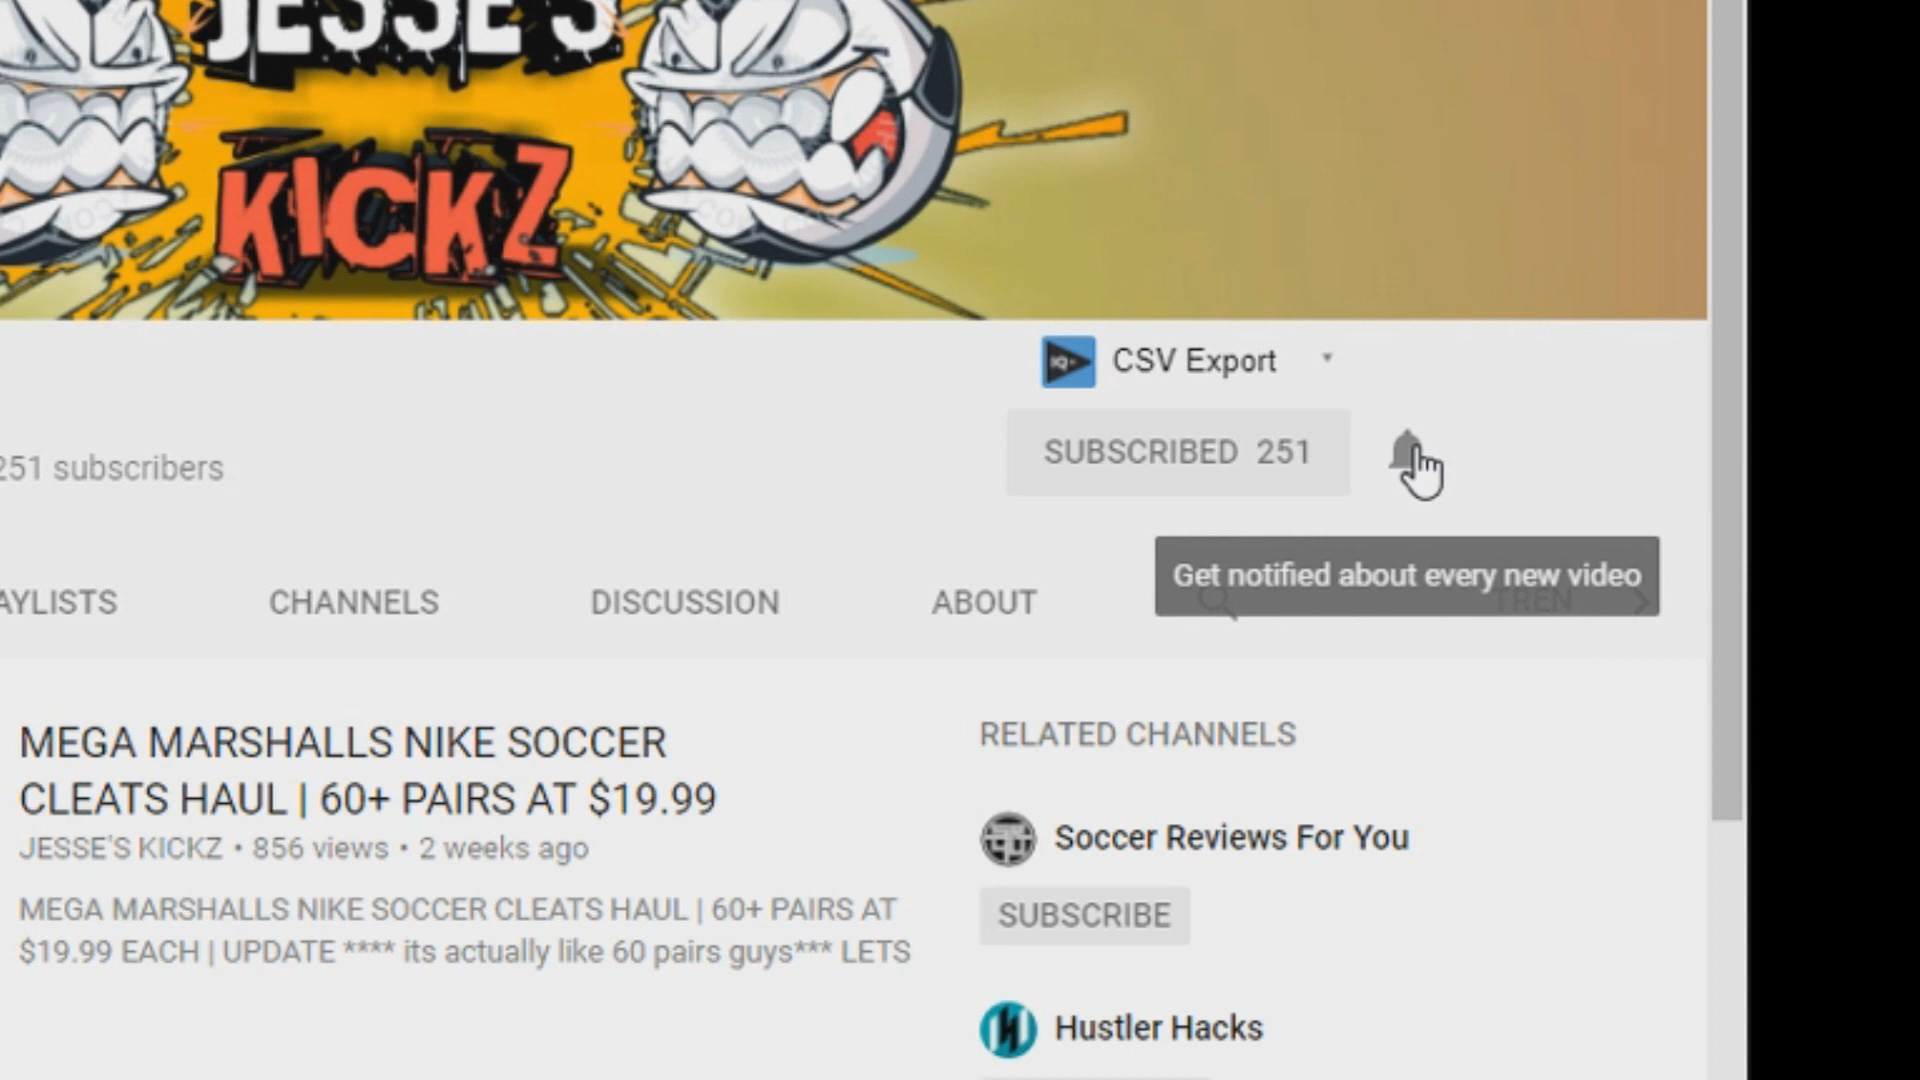 JESSE'S
KICKZ
CSV Export
SUBSCRIBED 251
251 subscribers
Get notified about every new video
AYLISTS CHANNELS DISCUSSION ABOUT TREN
MEGA MARSHALLS NIKE SOCCER
CLEATS HAUL | 60+ PAIRS AT $19.99
JESSE'S KICKZ • 856 views • 2 weeks ago
MEGA MARSHALLS NIKE SOCCER CLEATS HAUL | 60+ PAIRS AT
$19.99 EACH | UPDATE **** its actually like 60 pairs guys*** LETS
RELATED CHANNELS
Soccer Reviews For You
SUBSCRIBE
Hustler Hacks